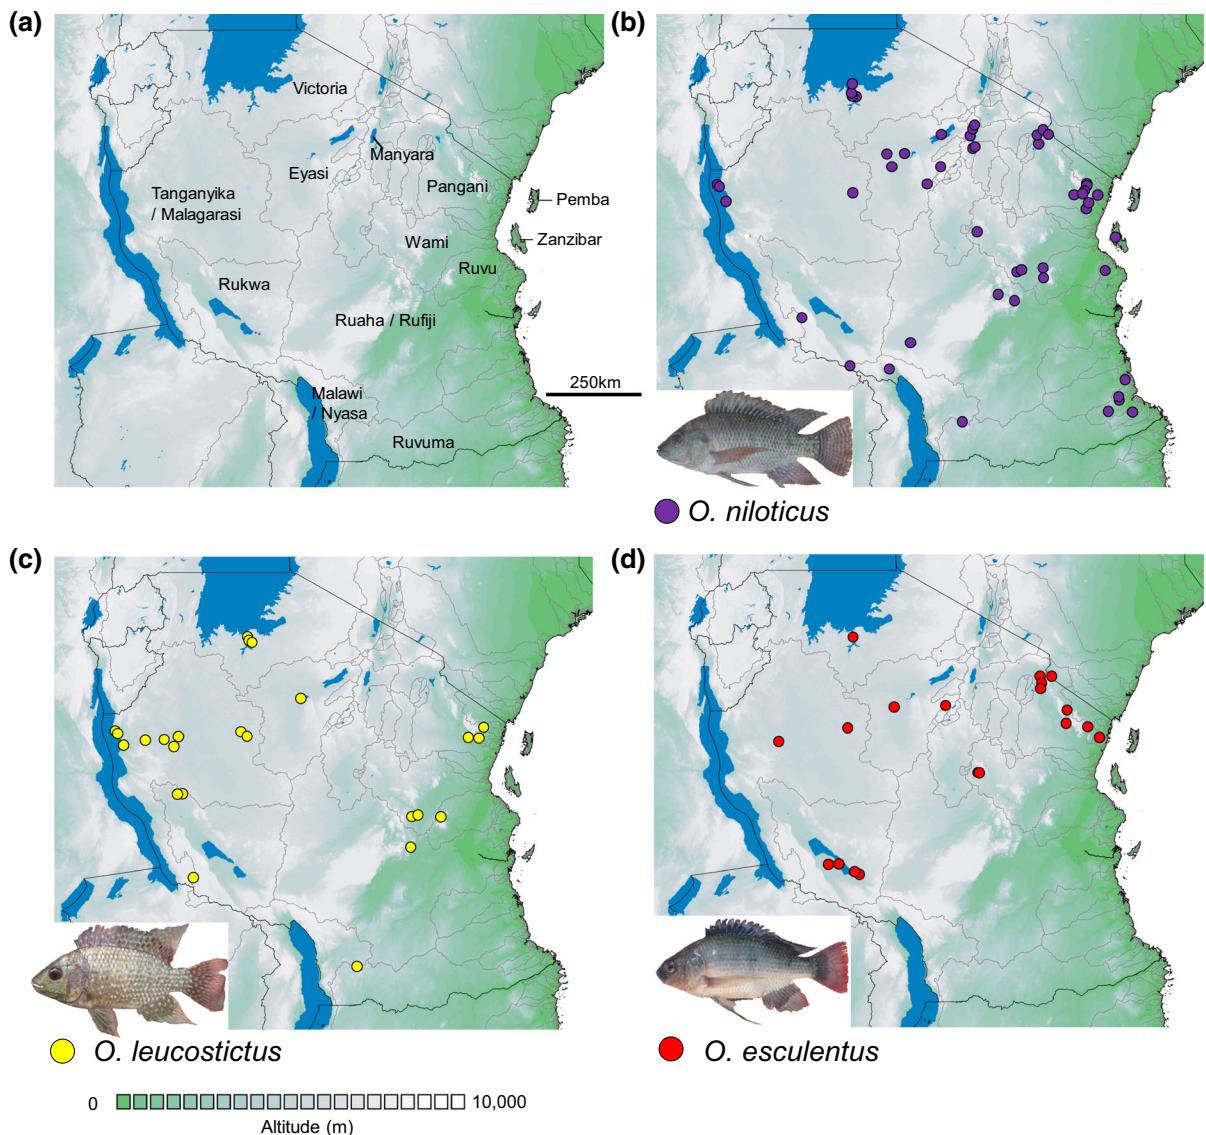 (a)
Victoria
Manyara
Eyasi
Pangani
Tanganyika
/ Malagarasi
Pemba
Wami
Zanzibar
Ruvu
Rukwa
Ruaha / Rufiji
250km
Malawi
/ Nyasa
Ruvuma
(b)
O. niloticus
(c)
O. leucostictus
(d)
O. esculentus
0
10,000
Altitude (m)